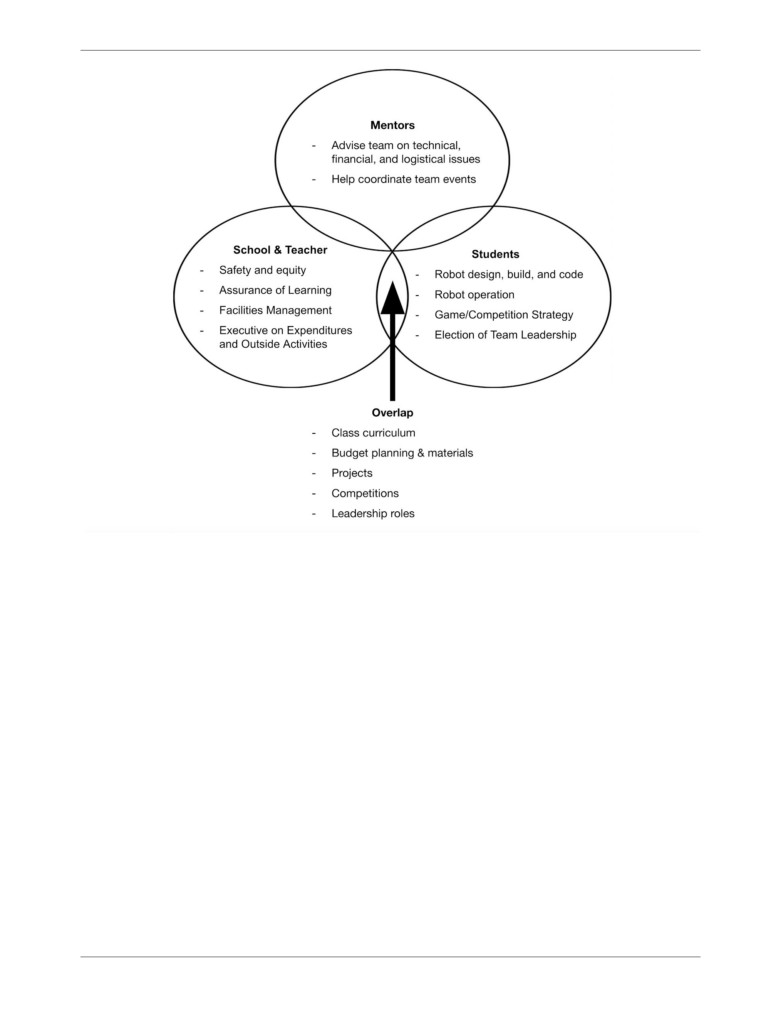 Mentors
- Advise team on technical,
financial, and logistical issues
- Help coordinate team events
School & Teacher
- Safety and equity
- Assurance of Learning
- Facilities Management
- Executive on Expenditures
and Outside Activities
Students
- Robot design, build, and code
- Robot operation
- Game/Competition Strategy
- Election of Team Leadership
Overlap
- Class curriculum
- Budget planning & materials
- Projects
- Competitions
- Leadership roles